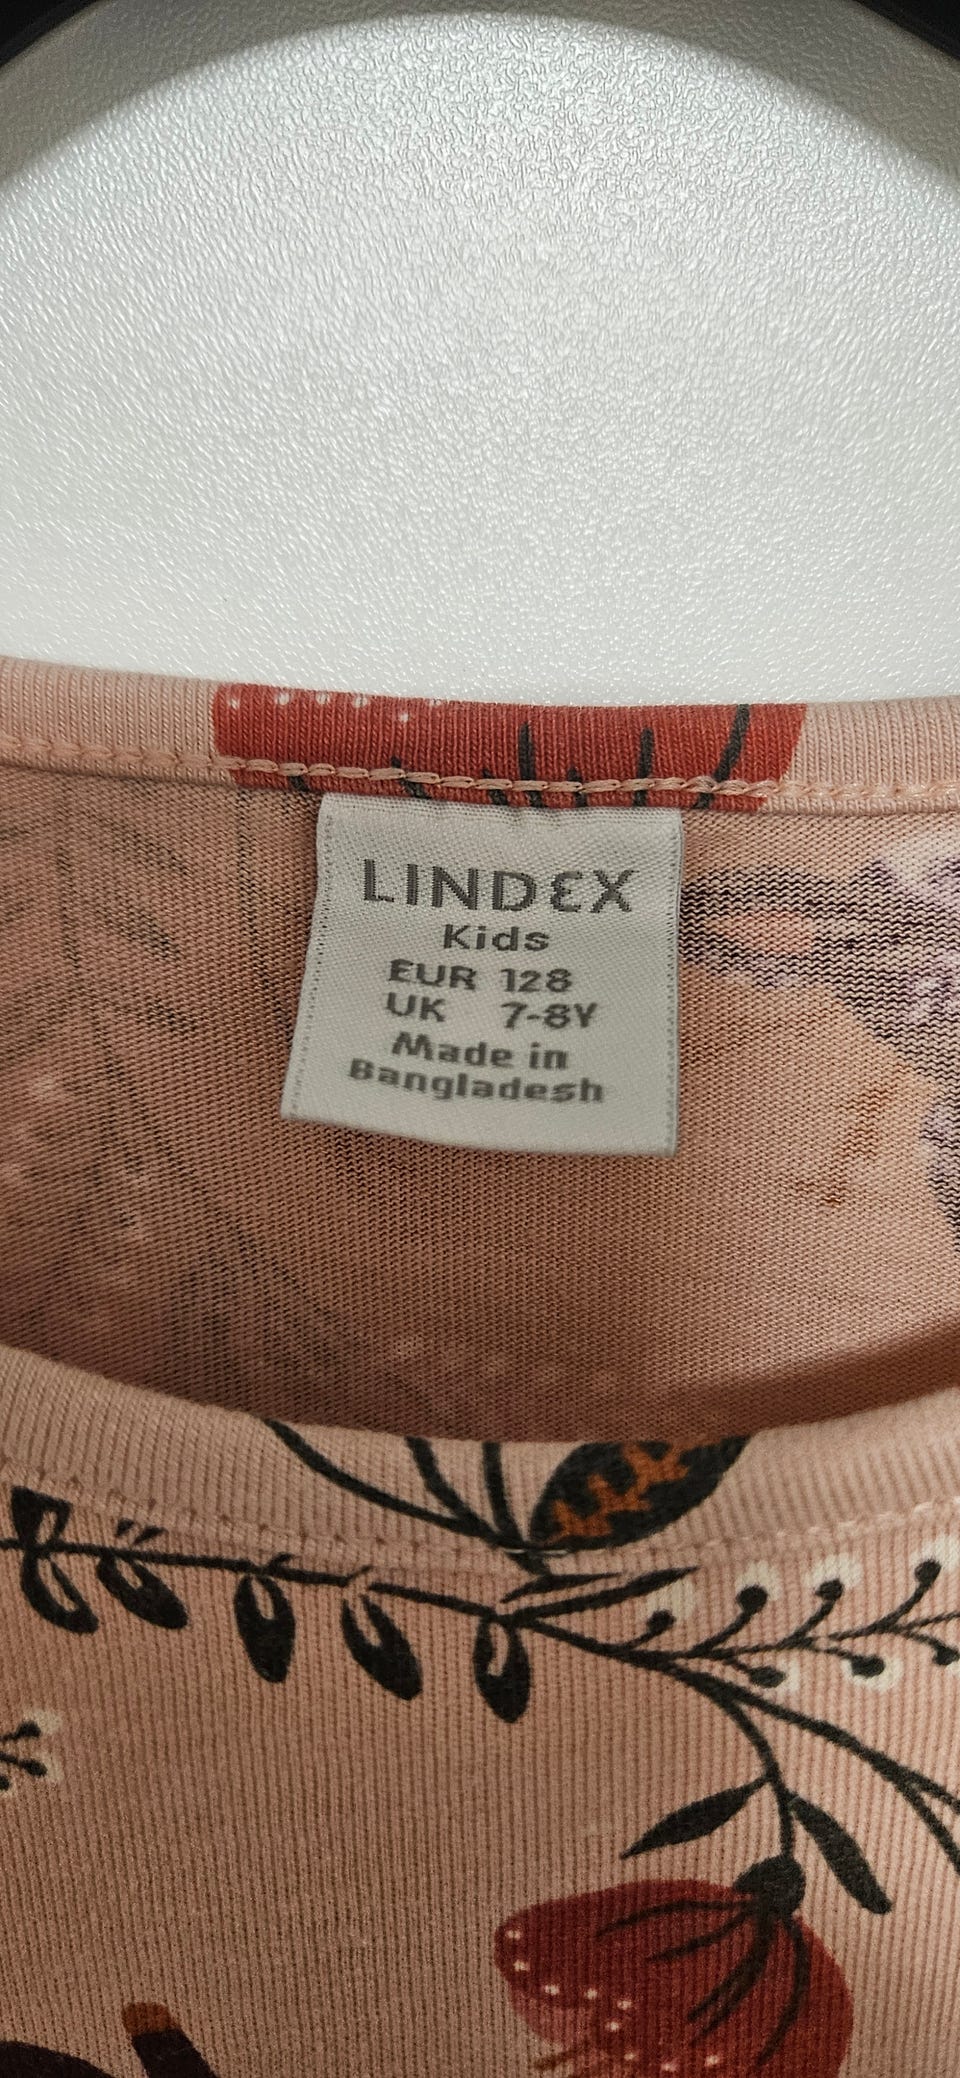 LINDEX
Kids
EUR 128
UK 7-8Y
Made in
Bangladesh